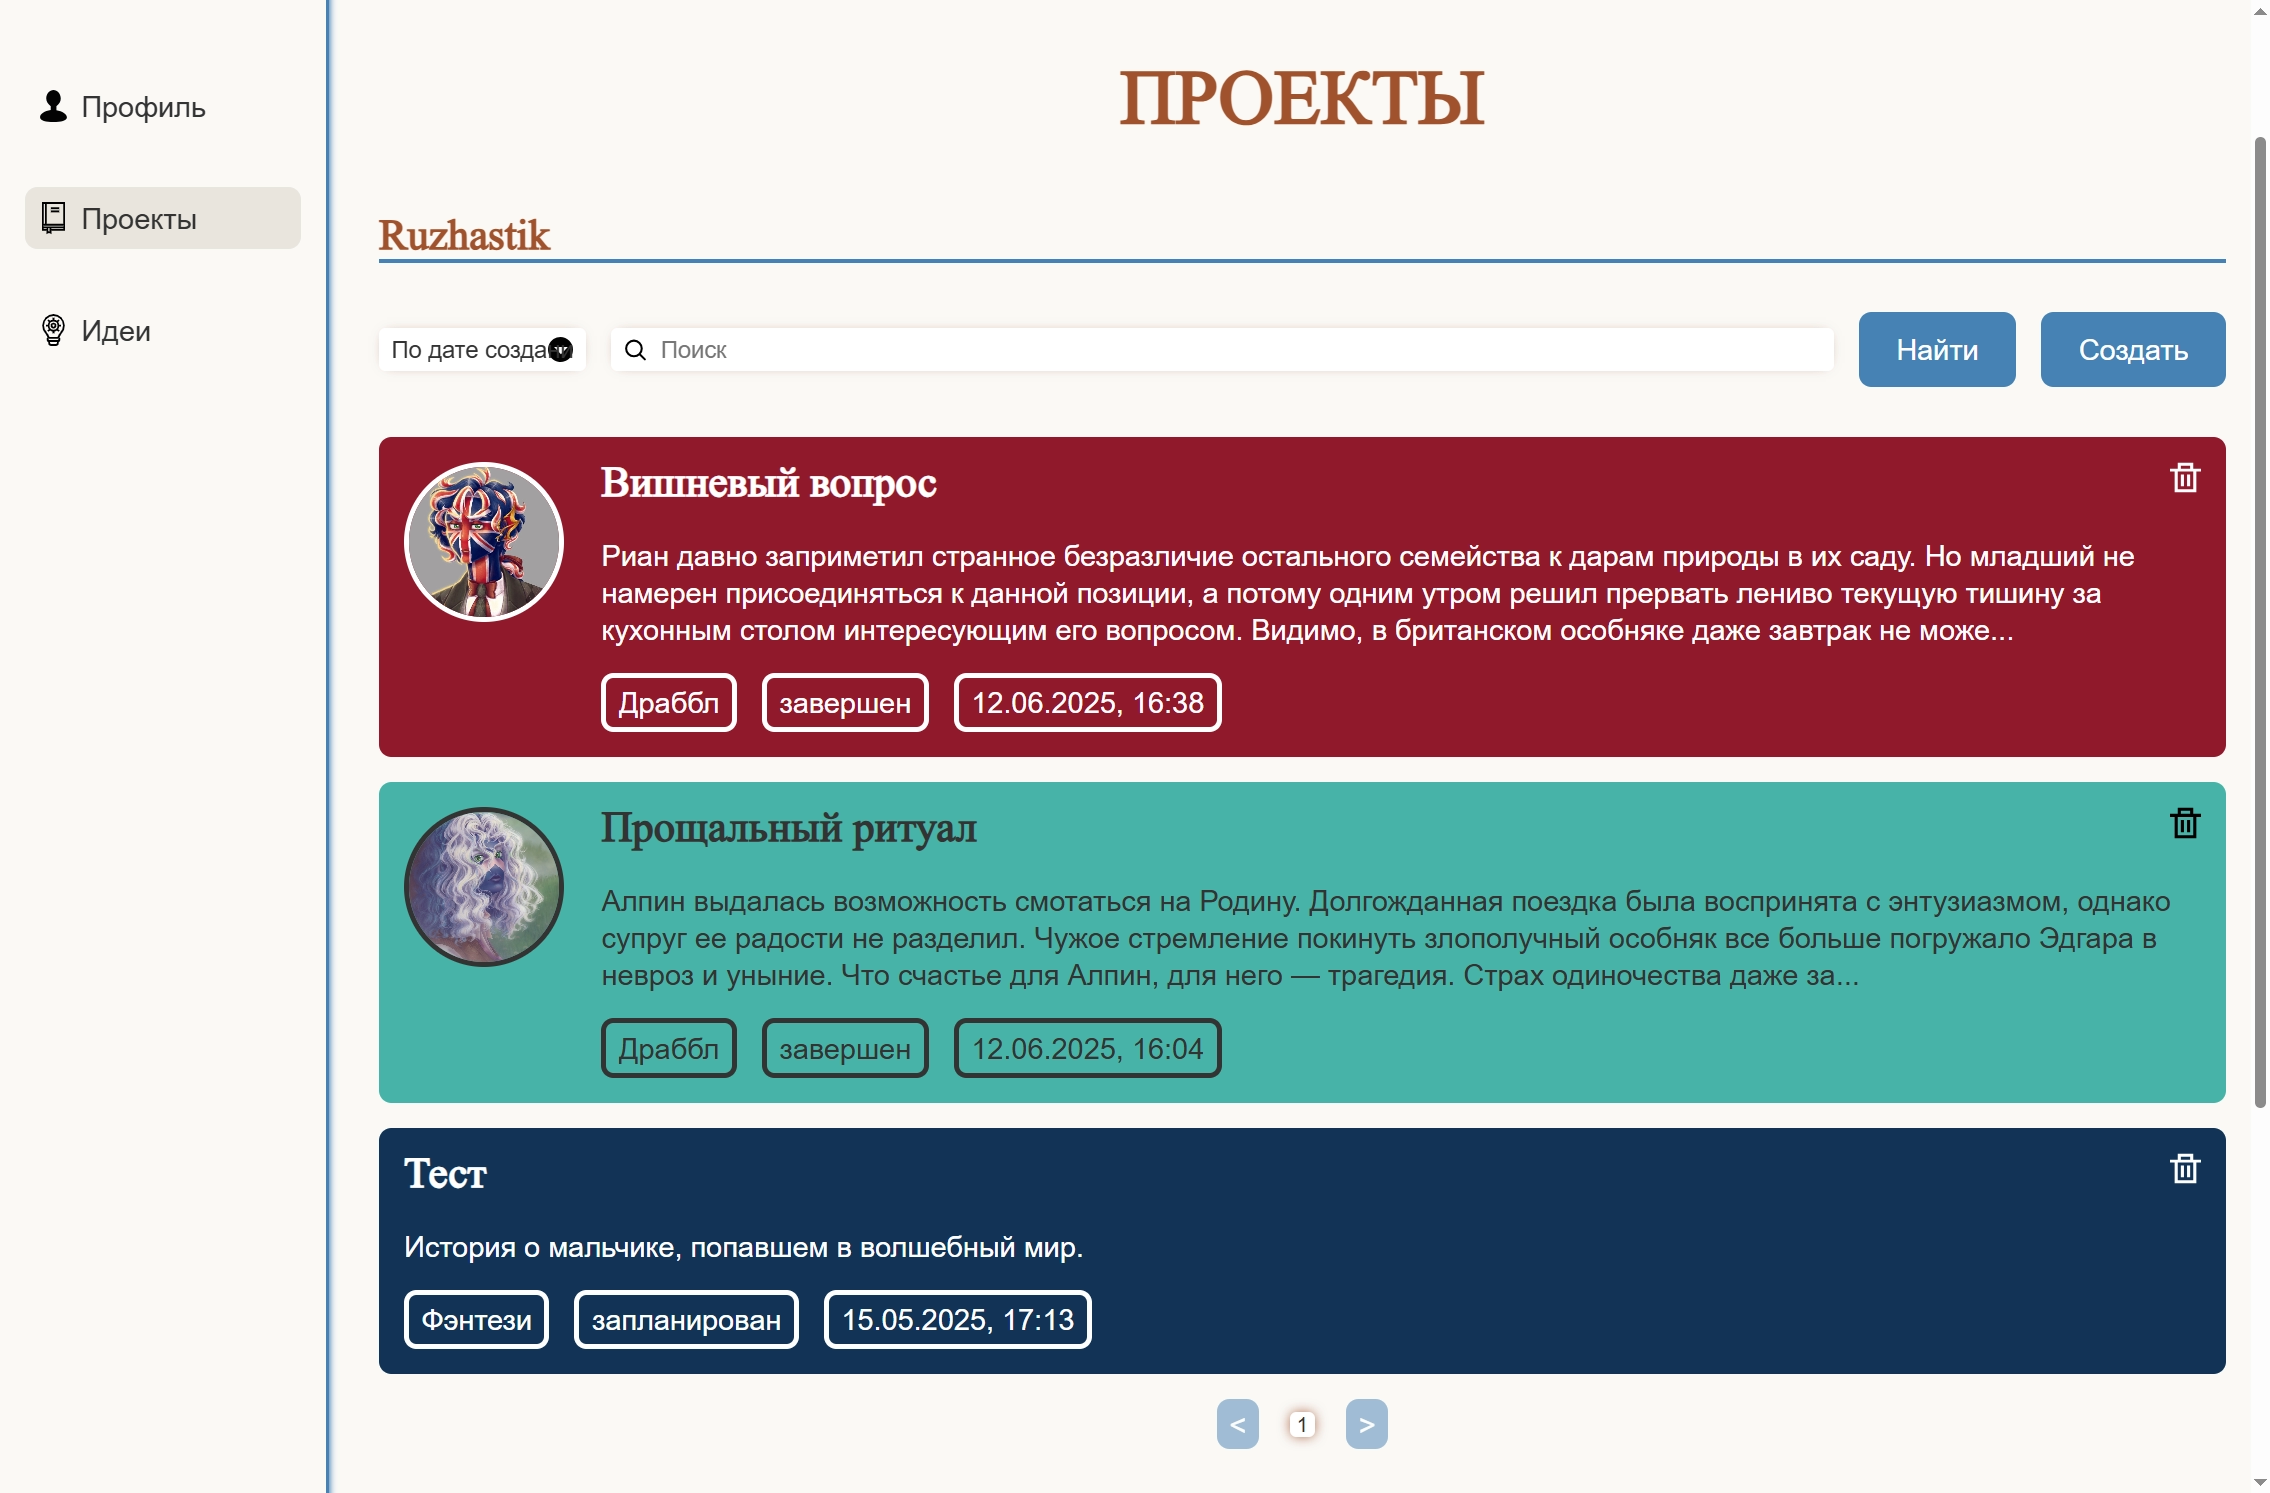 Профиль
Проекты
Идеи
ПРОЕКТЫ
Ruzhastik
По дате создани
Поиск
Найти
Создать
Вишневый вопрос
Риан давно заприметил странное безразличие остального семейства к дарам природы в их саду. Но младший не
намерен присоединяться к данной позиции, а потому одним утром решил прервать лениво текущую тишину за
кухонным столом интересующим его вопросом. Видимо, в британском особняке даже завтрак не може...
Драббл
завершен
12.06.2025, 16:38
Прощальный ритуал
Алпин выдалась возможность смотаться на Родину. Долгожданная поездка была воспринята с энтузиазмом, однако
супруг ее радости не разделил. Чужое стремление покинуть злополучный особняк все больше погружало Эдгара в
невроз и уныние. Что счастье для Алпин, для него — трагедия. Страх одиночества даже за...
Драббл
завершен
12.06.2025, 16:04
Тест
История о мальчике, попавшем в волшебный мир.
Фэнтези
запланирован
15.05.2025, 17:13
< 1 >